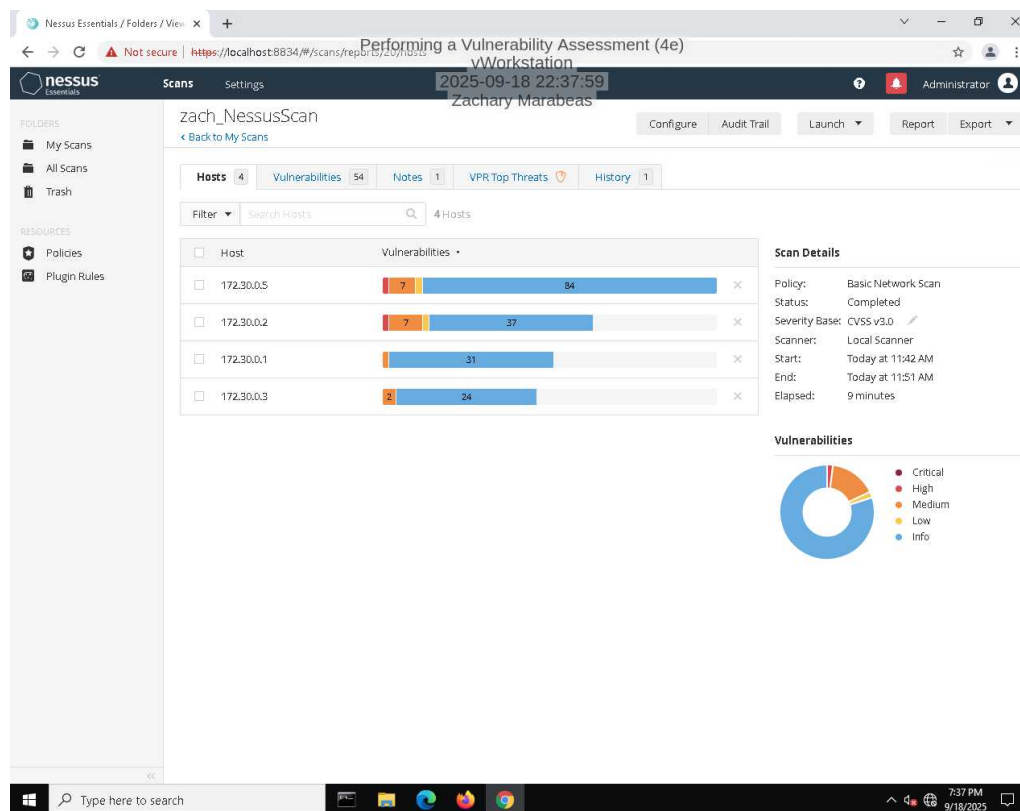 Nessus Essentials / Folders / View
Not secure | https://localhost:8834/#/scans/reports/20/hosts
Performing a Vulnerability Assessment (4e)
vWorkstation
2025-09-18 22:37:59
Zachary Marabeas
nessus
Essentials
Scans
Settings
Administrator
FOLDERS
My Scans
All Scans
Trash
RESOURCES
Policies
Plugin Rules
zach_NessusScan
< Back to My Scans
Configure
Audit Trail
Launch
Report
Export
Hosts 4
Vulnerabilities 54
Notes 1
VPR Top Threats
History 1
Filter
Search Hosts
4 Hosts
Host
Vulnerabilities
172.30.0.5
7
84
172.30.0.2
7
37
172.30.0.1
31
172.30.0.3
2
24
Scan Details
Policy: Basic Network Scan
Status: Completed
Severity Base: CVSS v3.0
Scanner: Local Scanner
Start: Today at 11:42 AM
End: Today at 11:51 AM
Elapsed: 9 minutes
Vulnerabilities
Critical
High
Medium
Low
Info
Type here to search
7:37 PM
9/18/2025